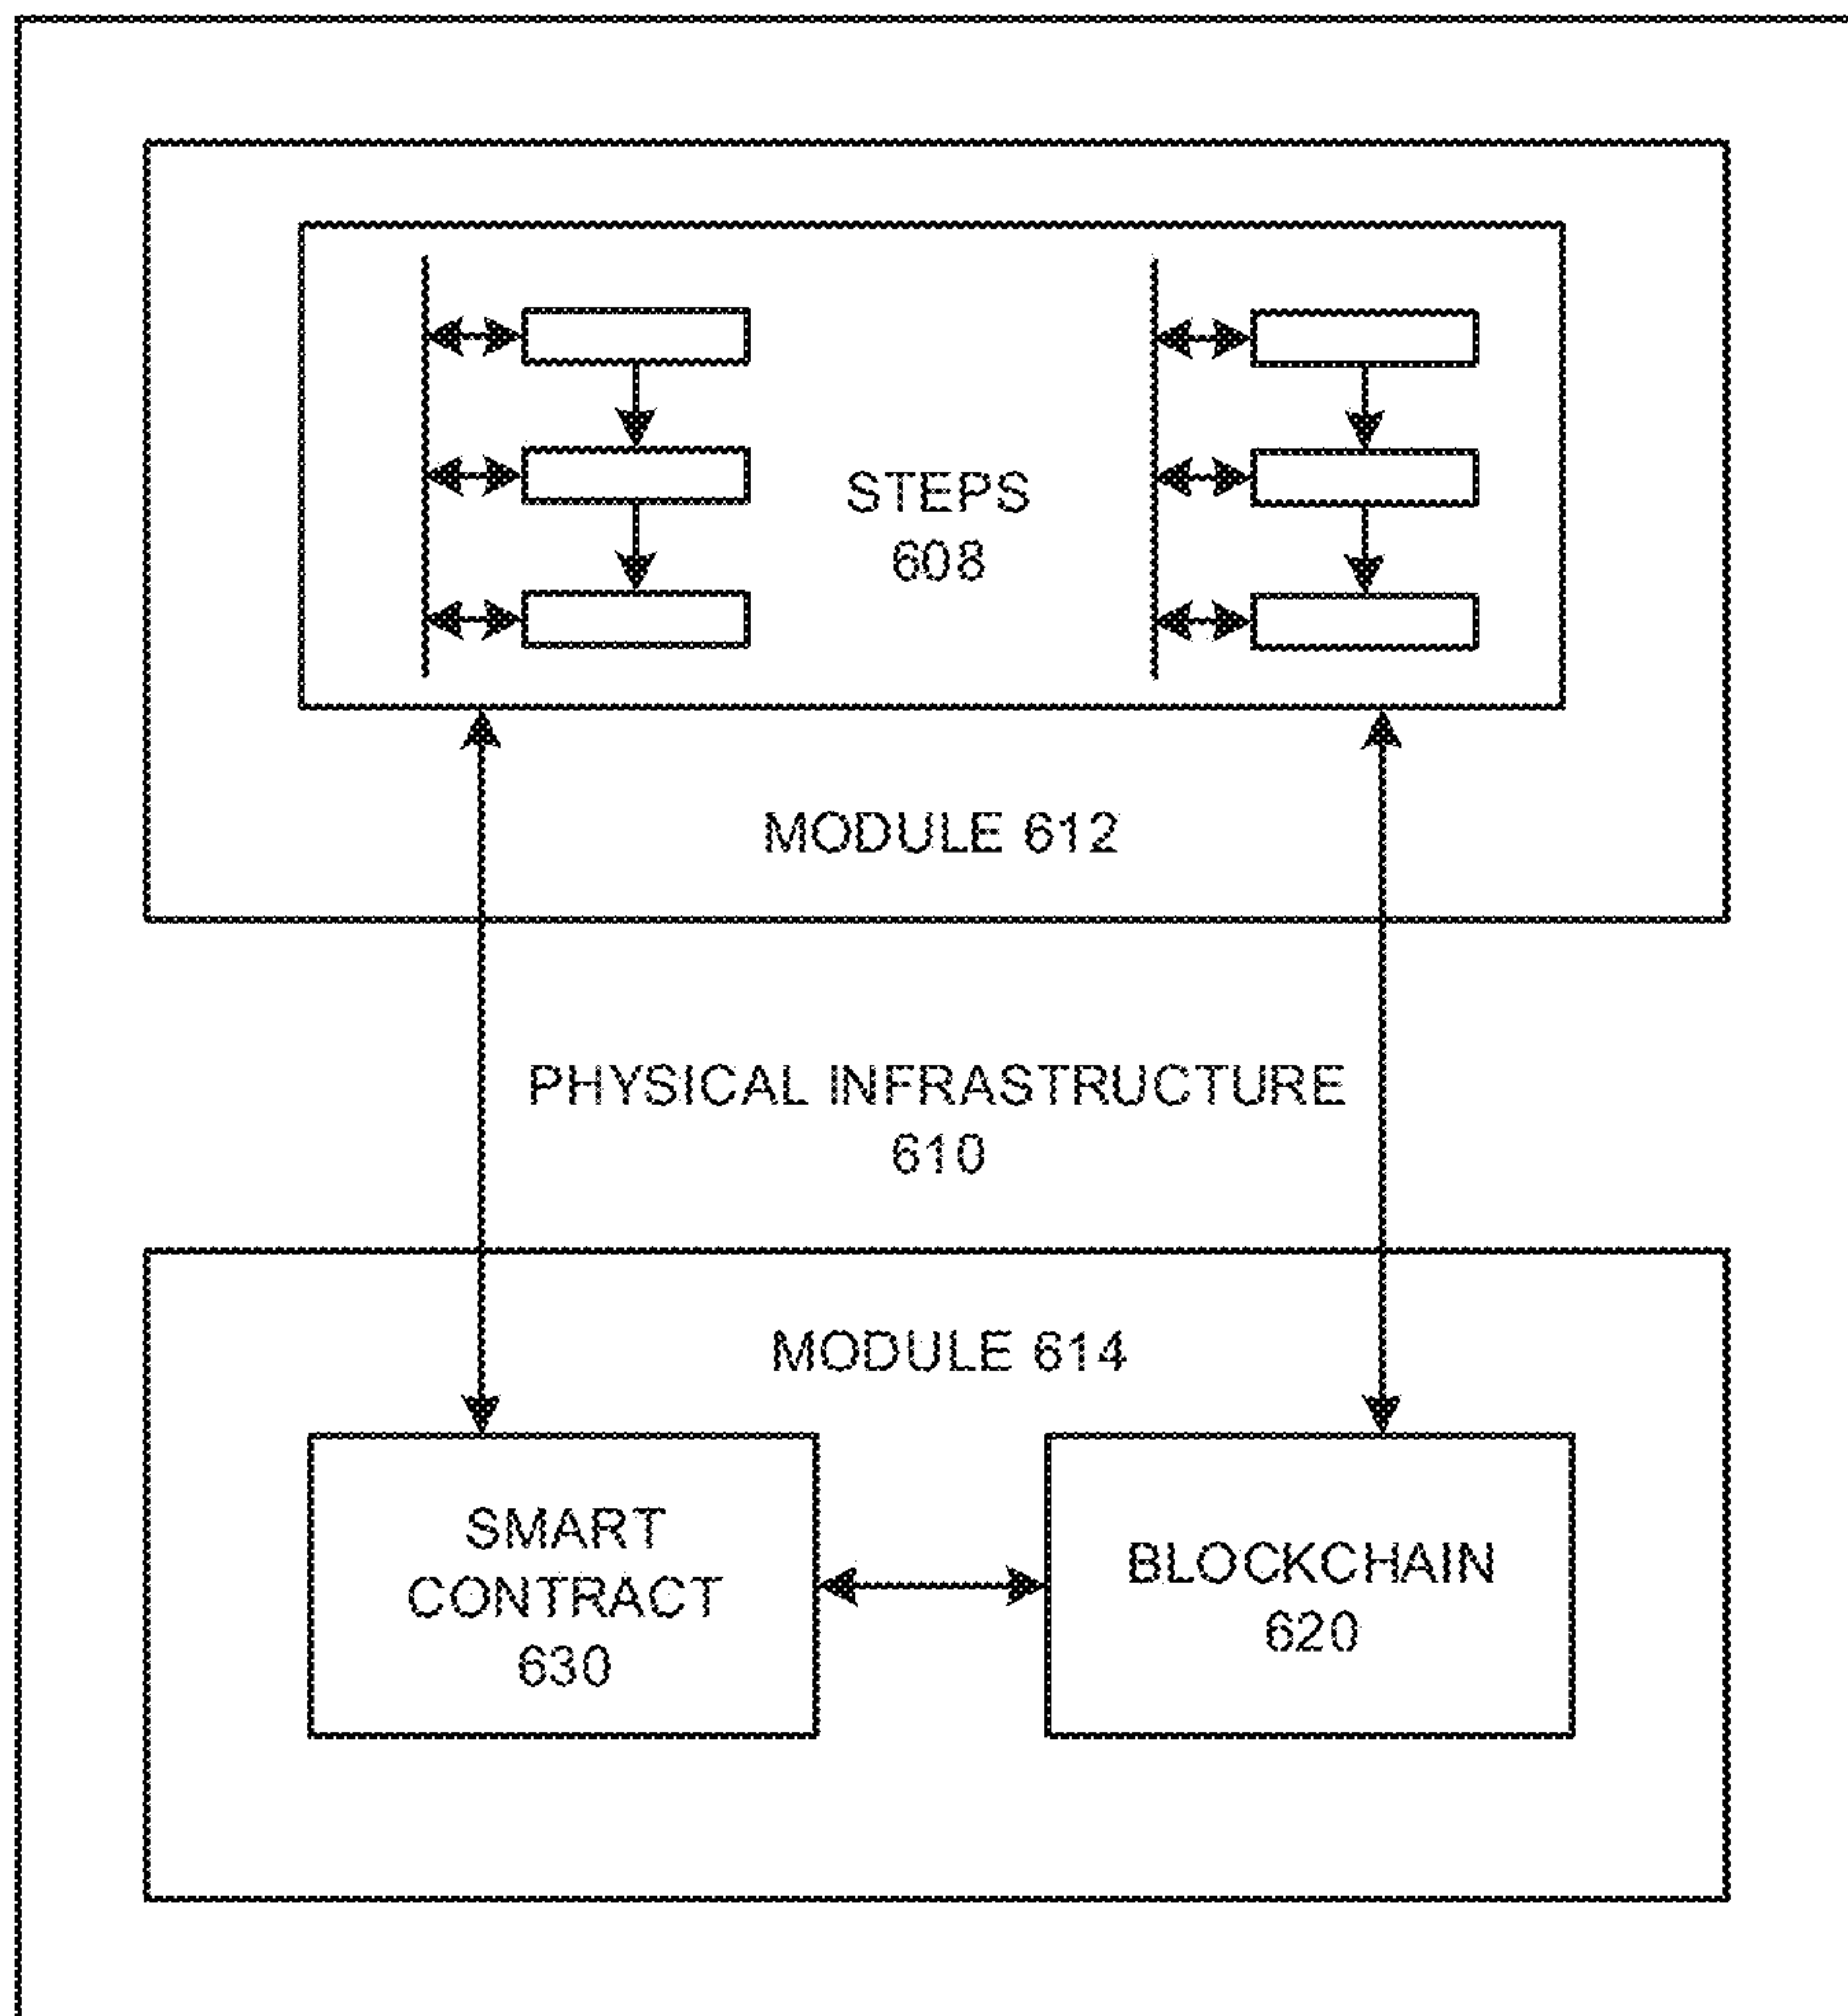 STEPS
608
MODULE 612
PHYSICAL INFRASTRUCTURE
610
MODULE 614
SMART
CONTRACT
630
BLOCKCHAIN
620